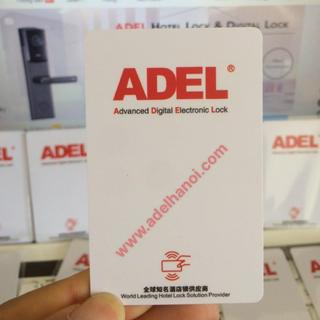 ADEL HOTEL LOCK & DIGITAL LOCK
ADEL®
Advanced Digital Electronic Lock
www.adelhanoi.com
全球知名酒店锁供应商
World Leading Hotel Lock Solution Provider
ADEL
ADEL